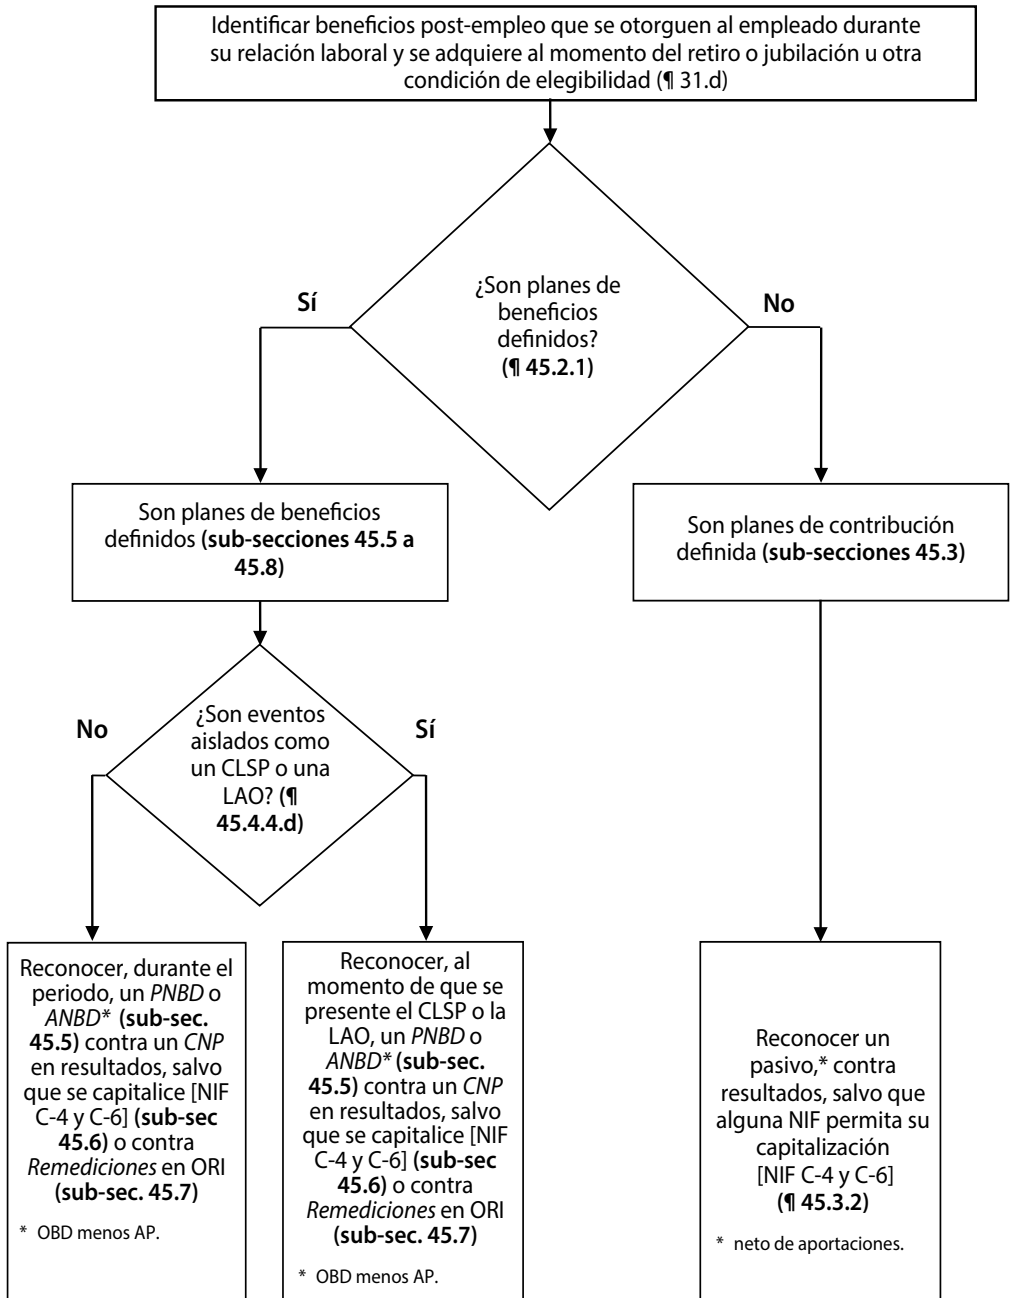 Identificar beneficios post-empleo que se otorguen al empleado durante
su relación laboral y se adquiere al momento del retiro o jubilación u otra
condición de elegibilidad (¶ 31.d)
¿Son planes de
beneficios
definidos?
(¶ 45.2.1)
Sí
No
Son planes de beneficios
definidos (sub-secciones 45.5 a
45.8)
Son planes de contribución
definida (sub-secciones 45.3)
¿Son eventos
aislados como
un CLSP o una
LAO? (¶
45.4.4.d)
No
Sí
Reconocer, durante el
periodo, un PNBD o
ANBD* (sub-sec.
45.5) contra un CNP
en resultados, salvo
que se capitalice [NIF
C-4 y C-6] (sub-sec
45.6) o contra
Remediciones en ORI
(sub-sec. 45.7)
* OBD menos AP.
Reconocer, al
momento de que se
presente el CLSP o la
LAO, un PNBD o
ANBD* (sub-sec.
45.5) contra un CNP
en resultados, salvo
que se capitalice [NIF
C-4 y C-6] (sub-sec
45.6) o contra
Remediciones en ORI
(sub-sec. 45.7)
* OBD menos AP.
Reconocer un
pasivo,* contra
resultados, salvo que
alguna NIF permita su
capitalización
[NIF C-4 y C-6]
(¶ 45.3.2)
* neto de aportaciones.